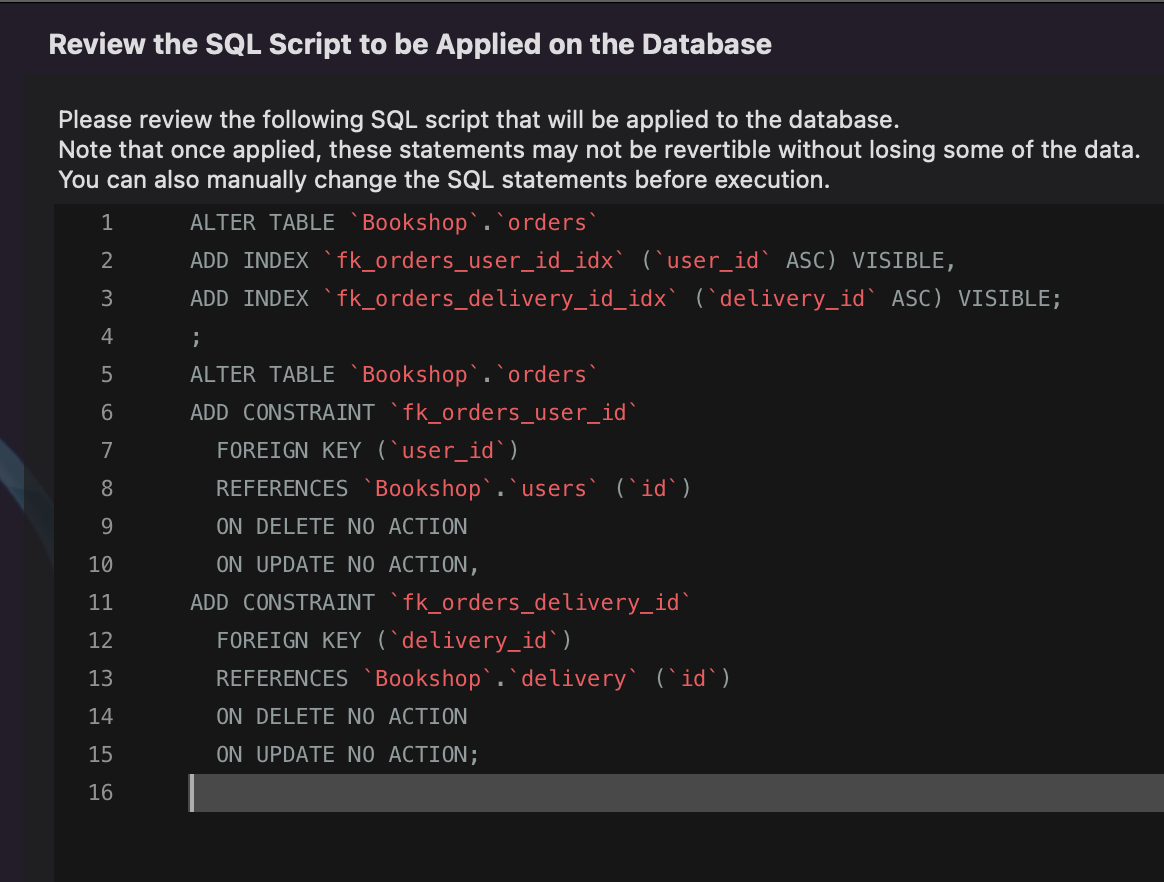 Review the SQL Script to be Applied on the Database
Please review the following SQL script that will be applied to the database.
Note that once applied, these statements may not be revertible without losing some of the data.
You can also manually change the SQL statements before execution.
1 ALTER TABLE `Bookshop`.`orders`
2 ADD INDEX `fk_orders_user_id_idx` (`user_id` ASC) VISIBLE,
3 ADD INDEX `fk_orders_delivery_id_idx` (`delivery_id` ASC) VISIBLE;
4 ;
5 ALTER TABLE `Bookshop`.`orders`
6 ADD CONSTRAINT `fk_orders_user_id`
7   FOREIGN KEY (`user_id`)
8   REFERENCES `Bookshop`.`users` (`id`)
9   ON DELETE NO ACTION
10   ON UPDATE NO ACTION,
11 ADD CONSTRAINT `fk_orders_delivery_id`
12   FOREIGN KEY (`delivery_id`)
13   REFERENCES `Bookshop`.`delivery` (`id`)
14   ON DELETE NO ACTION
15   ON UPDATE NO ACTION;
16